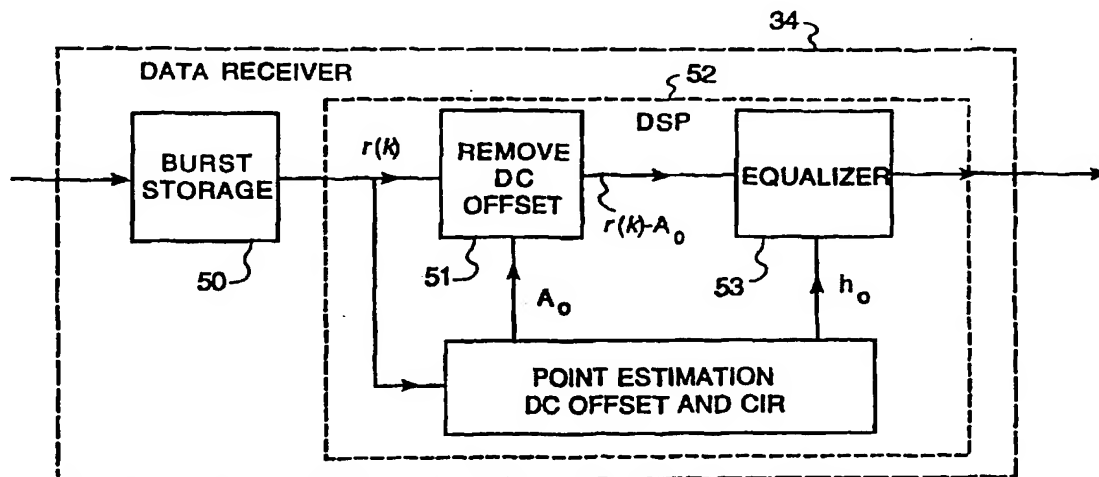 34
DATA RECEIVER
52
DSP
BURST
STORAGE
r(k)
REMOVE
DC
OFFSET
r(k)-A₀
EQUALIZER
50
51
A₀
53
h₀
POINT ESTIMATION
DC OFFSET AND CIR